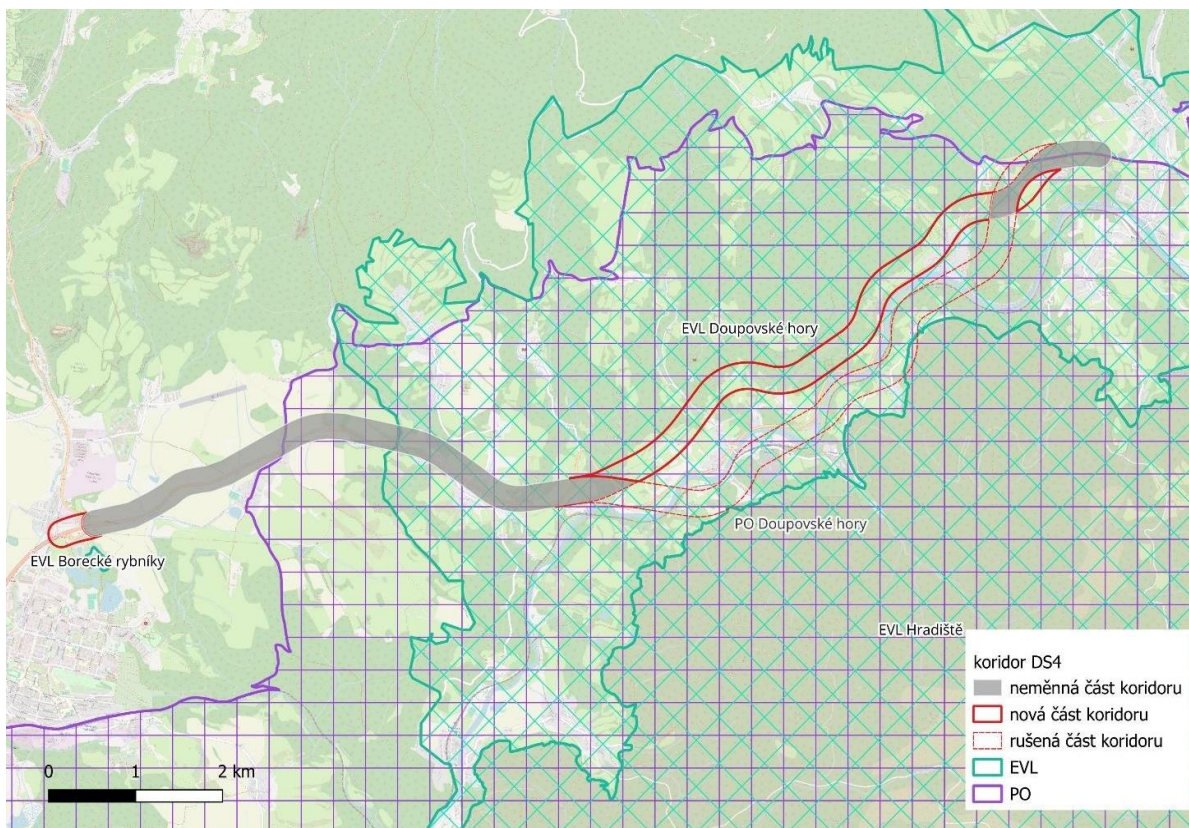 EVL Doupovské hory
PO Doupovské hory
EVL Borecké rybníky
EVL Hradiště
koridor DS4
neměnná část koridoru
nová část koridoru
rušená část koridoru
EVL
PO
0 1 2 km